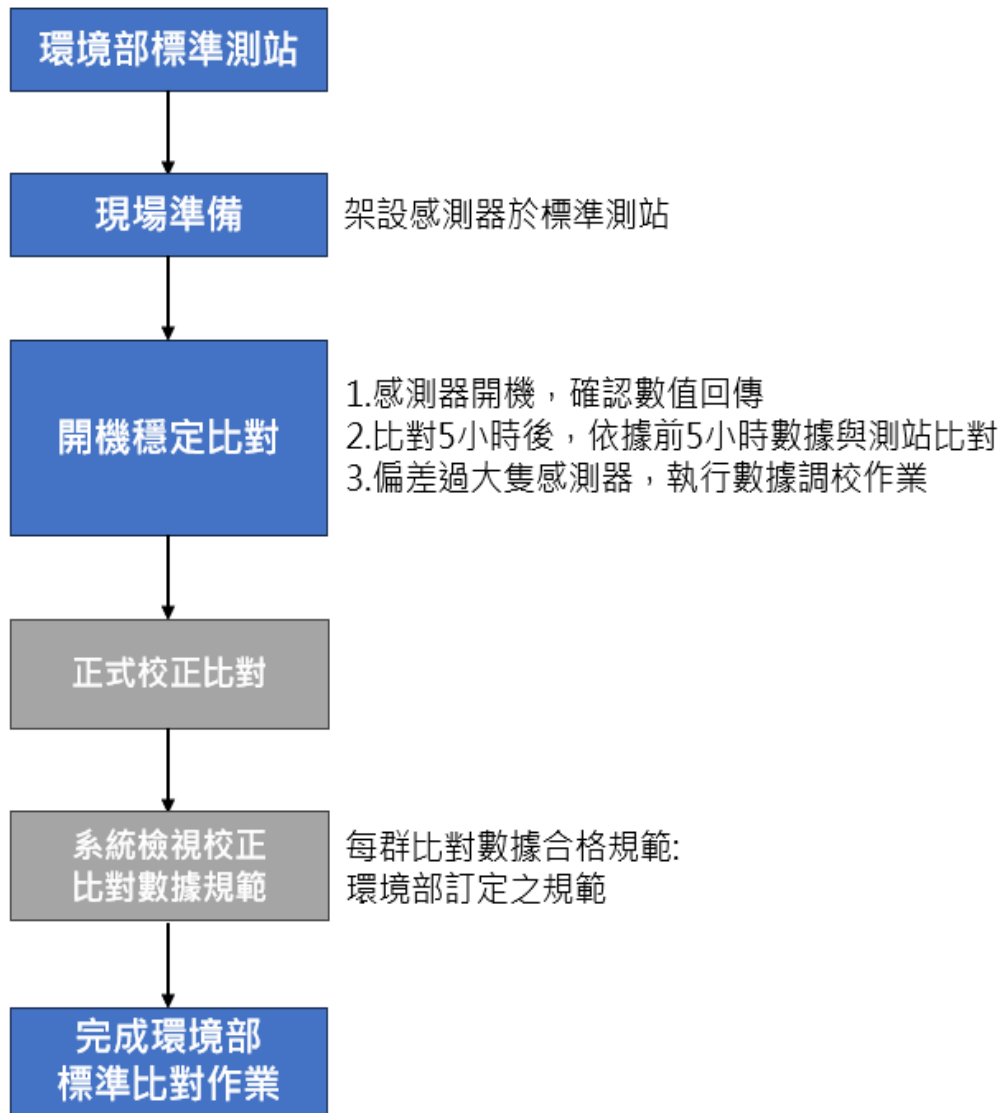 環境部標準測站
現場準備
架設感測器於標準測站
開機穩定比對
1.感測器開機，確認數值回傳
2.比對5小時後，依據前5小時數據與測站比對
3.偏差過大隻感測器，執行數據調校作業
正式校正比對
系統檢視校正
比對數據規範
每群比對數據合格規範:
環境部訂定之規範
完成環境部
標準比對作業